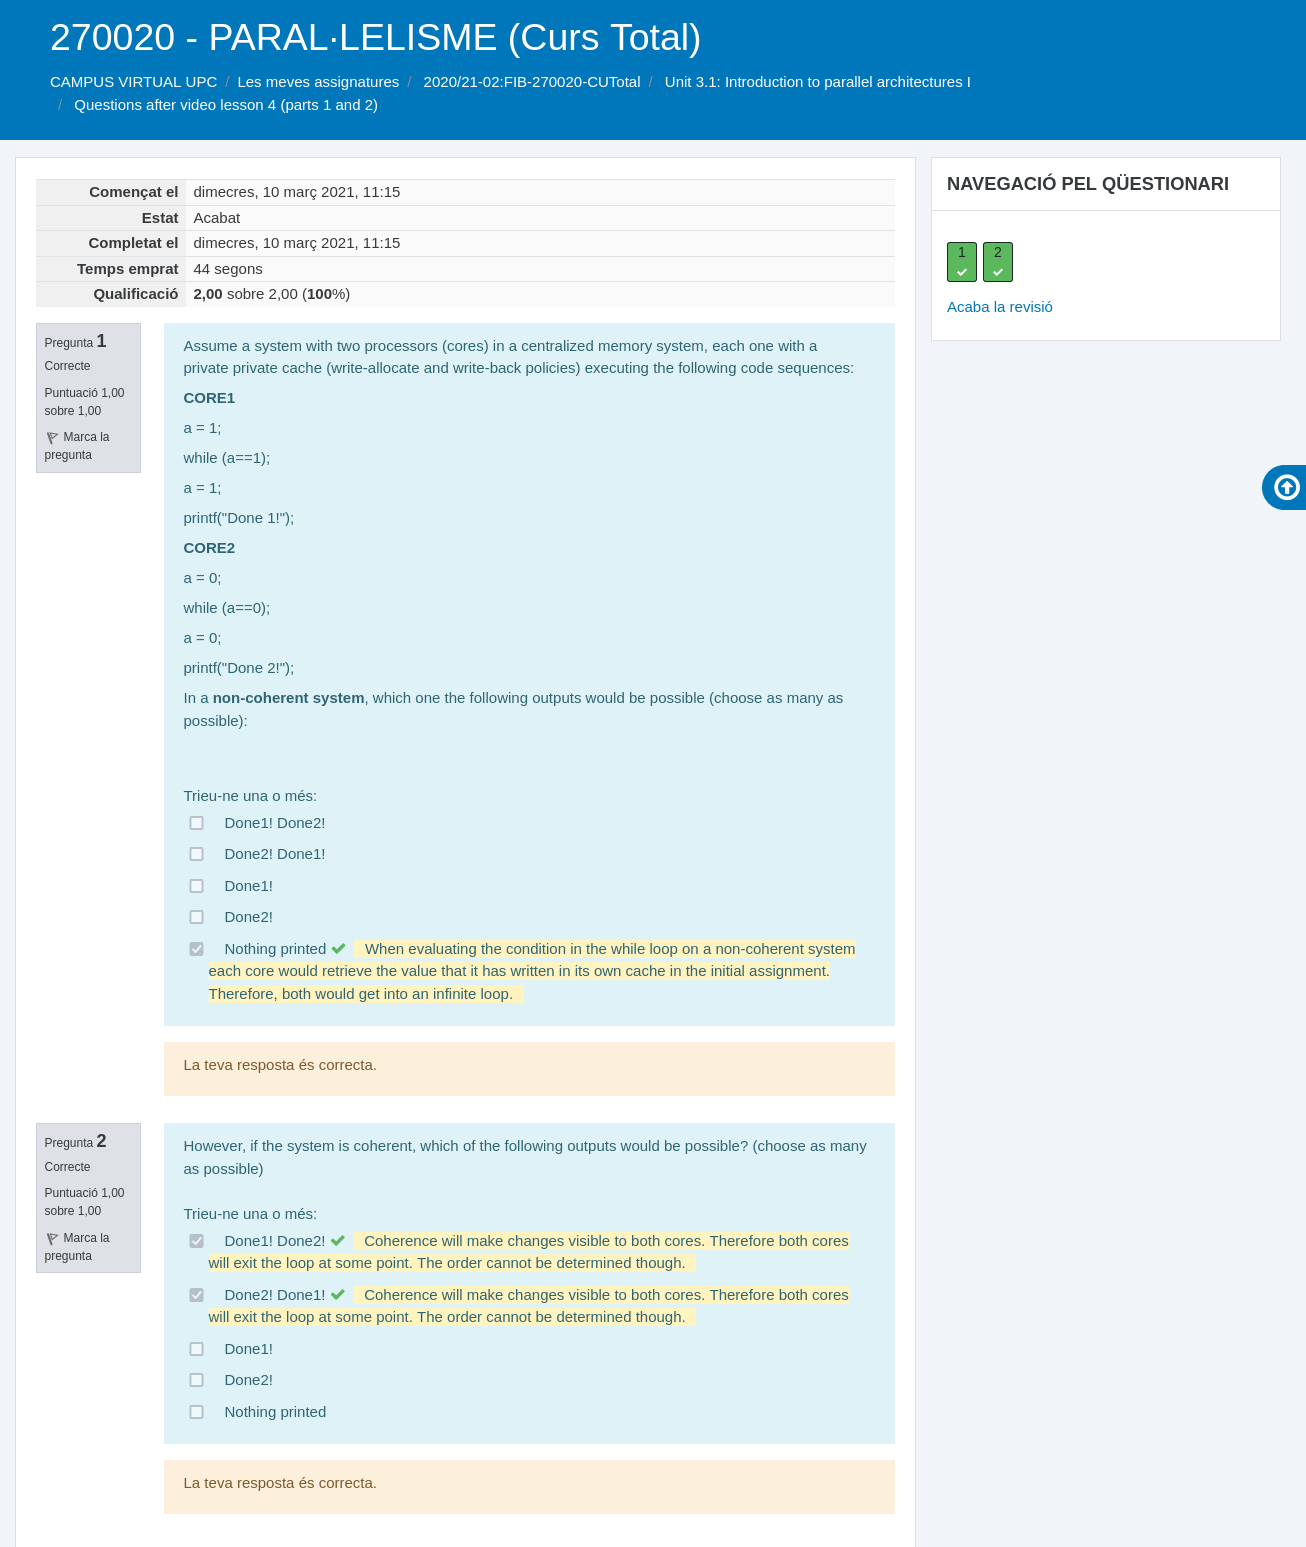 270020 - PARAL·LELISME (Curs Total)
CAMPUS VIRTUAL UPC / Les meves assignatures / 2020/21-02:FIB-270020-CUTotal / Unit 3.1: Introduction to parallel architectures I
/ Questions after video lesson 4 (parts 1 and 2)
Començat el dimecres, 10 març 2021, 11:15
Estat Acabat
Completat el dimecres, 10 març 2021, 11:15
Temps emprat 44 segons
Qualificació 2,00 sobre 2,00 (100%)
Pregunta 1
Correcte
Puntuació 1,00
sobre 1,00
Marca la
pregunta
Assume a system with two processors (cores) in a centralized memory system, each one with a
private private cache (write-allocate and write-back policies) executing the following code sequences:
CORE1
a = 1;
while (a==1);
a = 1;
printf("Done 1!");
CORE2
a = 0;
while (a==0);
a = 0;
printf("Done 2!");
In a non-coherent system, which one the following outputs would be possible (choose as many as
possible):
Trieu-ne una o més:
Done1! Done2!
Done2! Done1!
Done1!
Done2!
Nothing printed When evaluating the condition in the while loop on a non-coherent system
each core would retrieve the value that it has written in its own cache in the initial assignment.
Therefore, both would get into an infinite loop.
La teva resposta és correcta.
Pregunta 2
Correcte
Puntuació 1,00
sobre 1,00
Marca la
pregunta
However, if the system is coherent, which of the following outputs would be possible? (choose as many
as possible)
Trieu-ne una o més:
Done1! Done2! Coherence will make changes visible to both cores. Therefore both cores
will exit the loop at some point. The order cannot be determined though.
Done2! Done1! Coherence will make changes visible to both cores. Therefore both cores
will exit the loop at some point. The order cannot be determined though.
Done1!
Done2!
Nothing printed
La teva resposta és correcta.
NAVEGACIÓ PEL QÜESTIONARI
1 2
Acaba la revisió